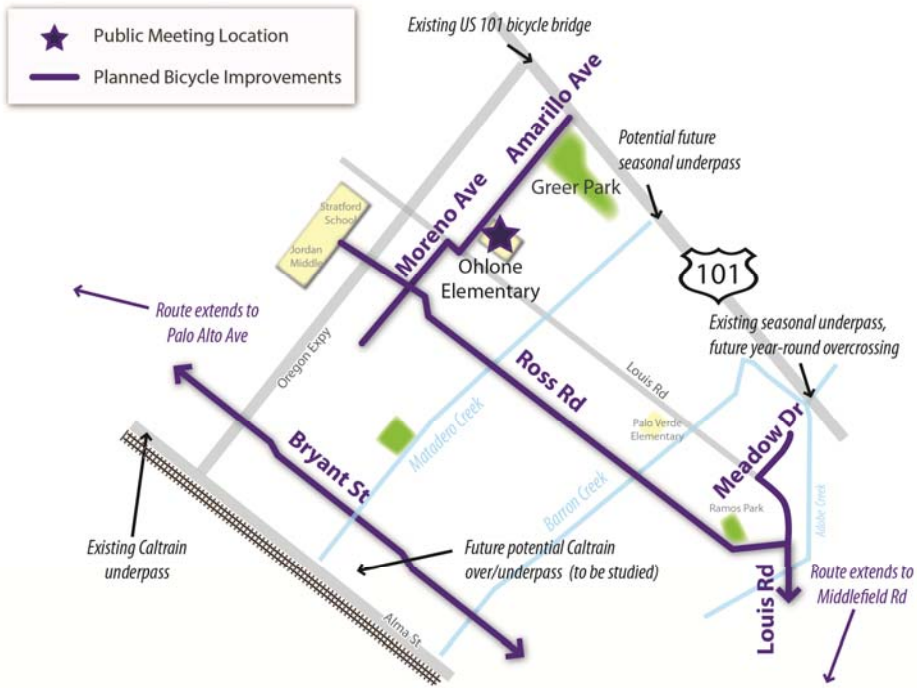 Public Meeting Location
Planned Bicycle Improvements
Existing US 101 bicycle bridge
Amarillo Ave
Potential future
seasonal underpass
Greer Park
Stratford
School
Jordan
Middle
Moreno Ave
Ohlone
Elementary
101
Route extends to
Palo Alto Ave
Existing seasonal underpass,
future year-round overcrossing
Oregon Expy
Ross Rd
Louis Rd
Matadero Creek
Palo Verde
Elementary
Meadow Dr
Bryant St
Barron Creek
Ramos Park
Adobe Creek
Existing Caltrain
underpass
Future potential Caltrain
over/underpass (to be studied)
Route extends to
Middlefield Rd
Alma St
Louis Rd